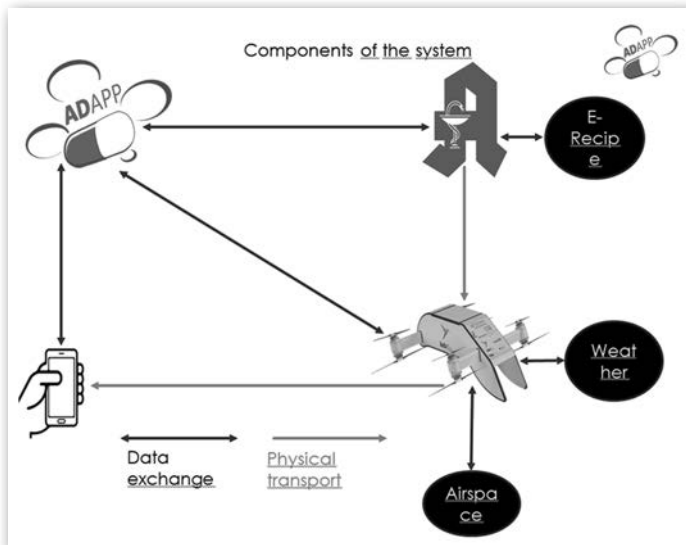 Components of the system
ADAPP
ADAPP
E-
Recip
e
Weat
her
Data
exchange
Physical
transport
Airspa
ce